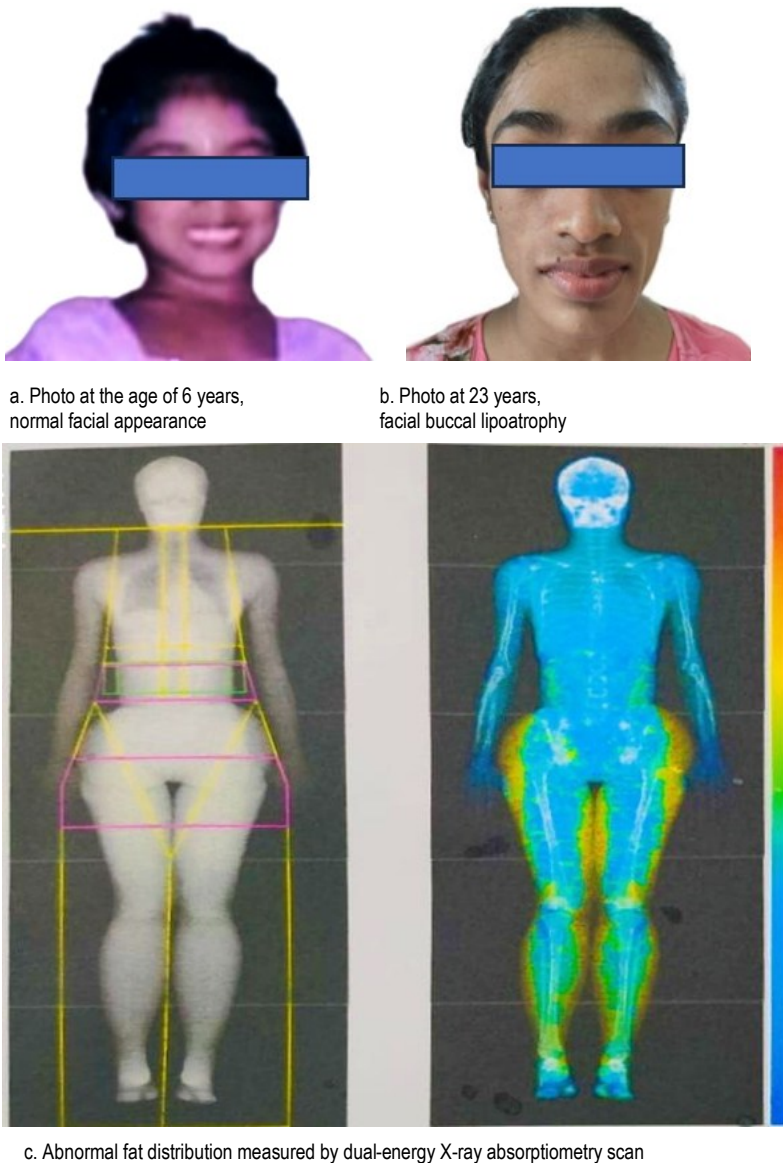 a. Photo at the age of 6 years,
normal facial appearance
b. Photo at 23 years,
facial buccal lipoatrophy
c. Abnormal fat distribution measured by dual-energy X-ray absorptiometry scan